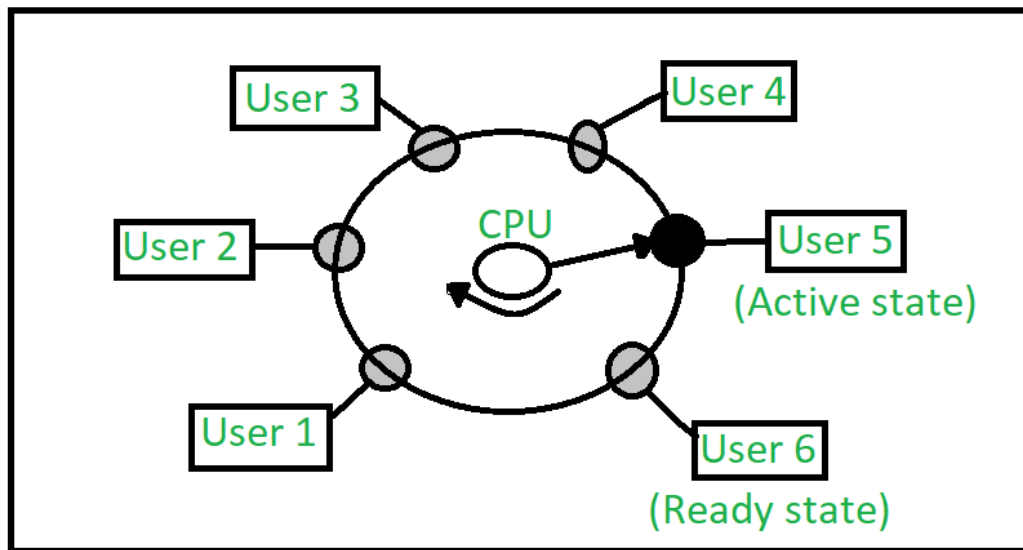 User 3
User 4
User 2
CPU
User 5
(Active state)
User 1
User 6
(Ready state)